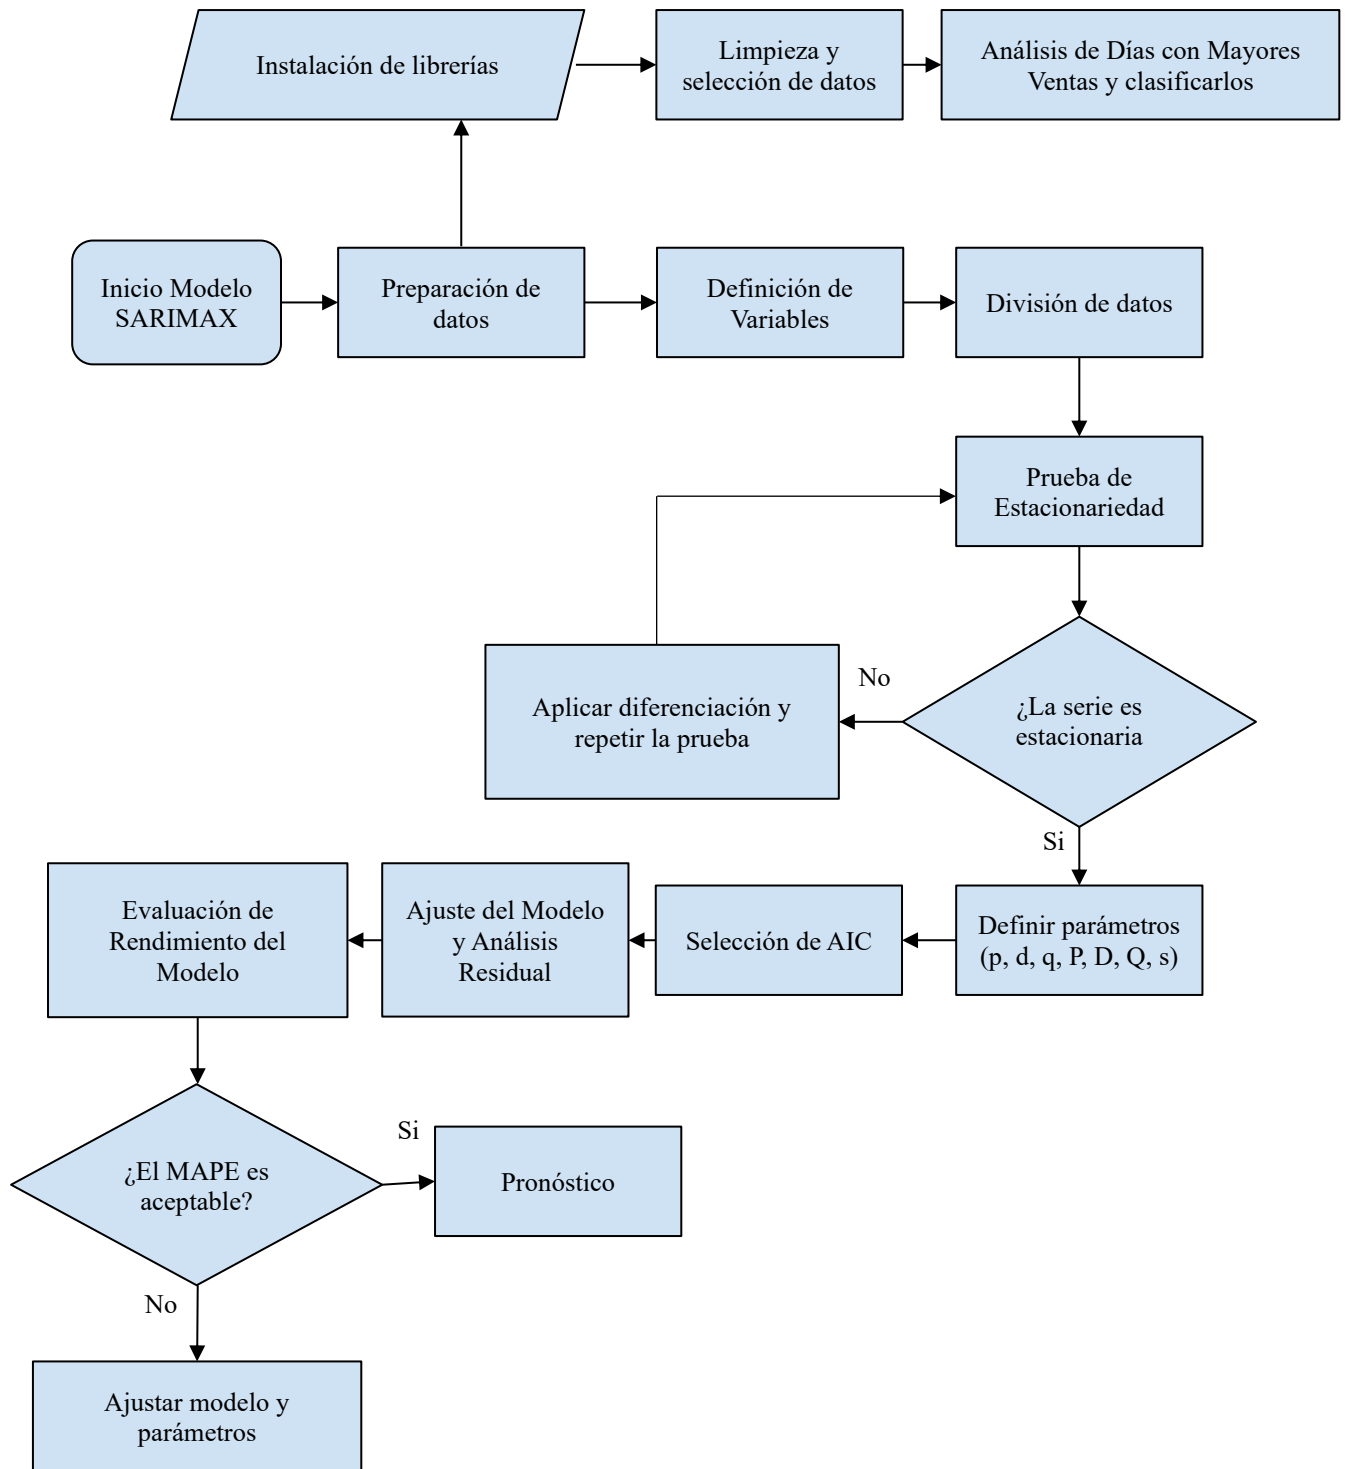 Instalación de librerías
Limpieza y
selección de datos
Análisis de Días con Mayores
Ventas y clasificarlos
Inicio Modelo
SARIMAX
Preparación de
datos
Definición de
Variables
División de datos
Prueba de
Estacionariedad
¿La serie es
estacionaria
No
Aplicar diferenciación y
repetir la prueba
Si
Definir parámetros
(p, d, q, P, D, Q, s)
Selección de AIC
Ajuste del Modelo
y Análisis
Residual
Evaluación de
Rendimiento del
Modelo
¿El MAPE es
aceptable?
Si
Pronóstico
No
Ajustar modelo y
parámetros